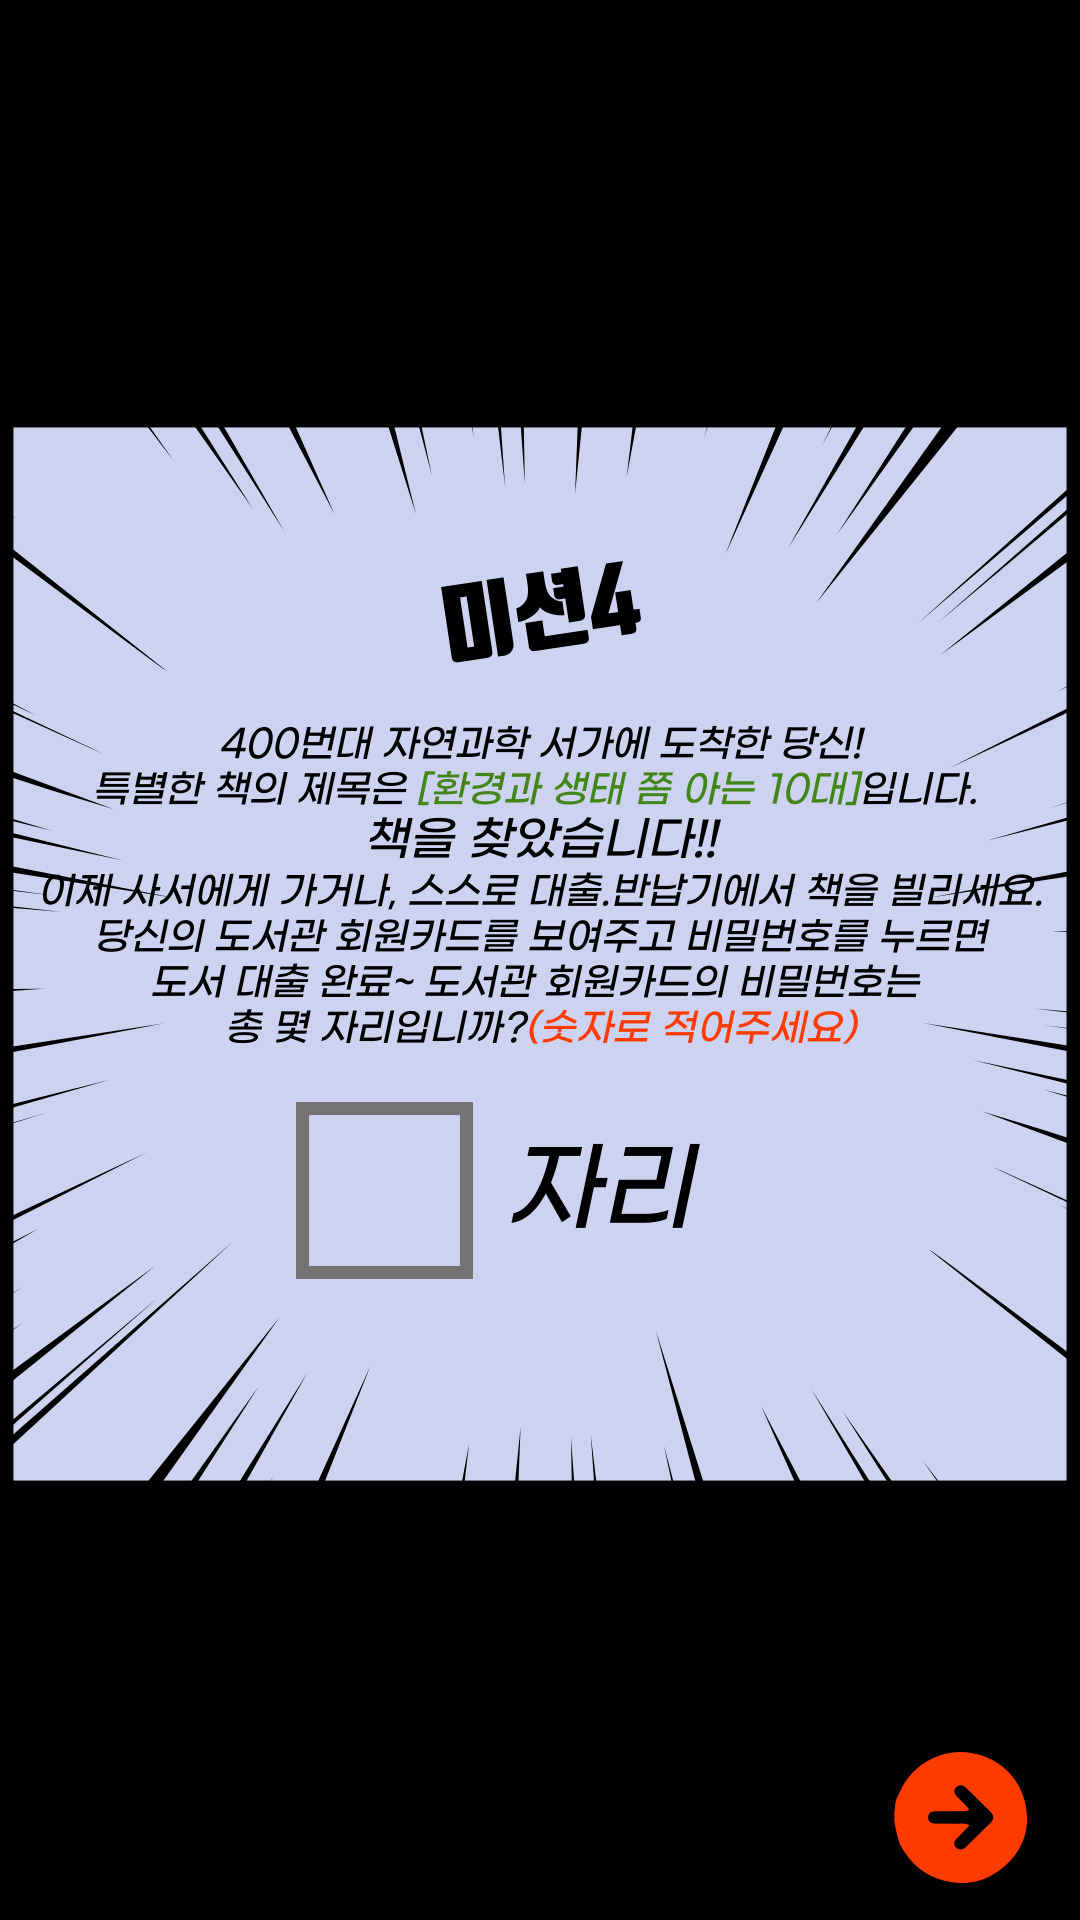 미션4
400번대 자연과학 서가에 도착한 당신!
특별한 책의 제목은 [환경과 생태 쫌 아는 10대]입니다.
책을 찾았습니다!!
이제 사서에게 가거나, 스스로 대출.반납기에서 책을 빌리세요.
당신의 도서관 회원카드를 보여주고 비밀번호를 누르면
도서 대출 완료~ 도서관 회원카드의 비밀번호는
총 몇 자리입니까?(숫자로 적어주세요)
자리